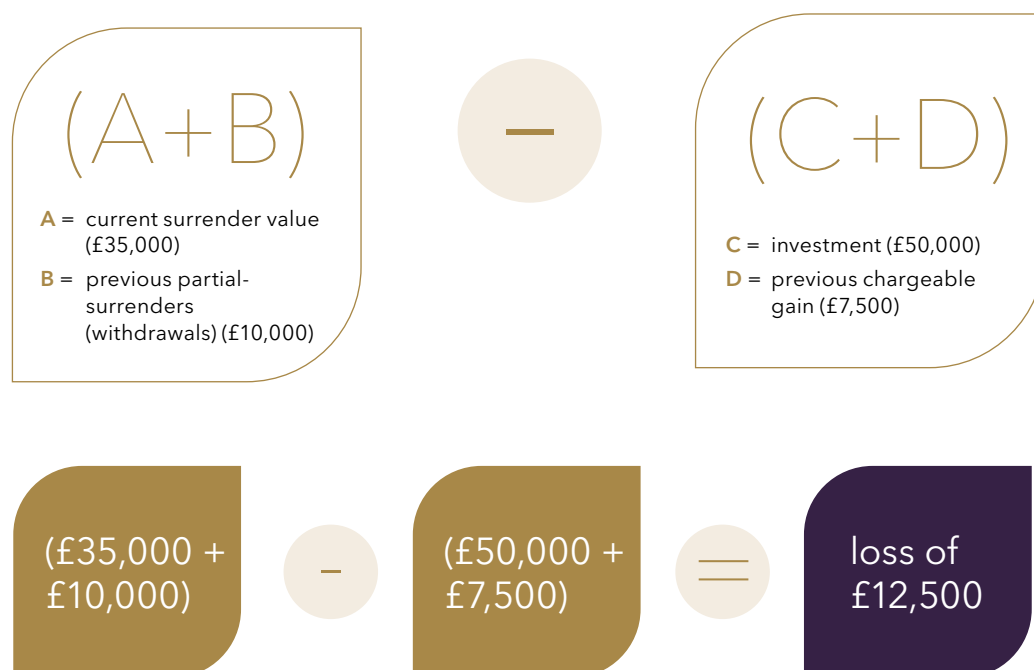 (A+B)
A = current surrender value
(£35,000)
B = previous partial-
surrenders
(withdrawals) (£10,000)
–
(C+D)
C = investment (£50,000)
D = previous chargeable
gain (£7,500)
(£35,000 +
£10,000)
-
(£50,000 +
£7,500)
=
loss of
£12,500